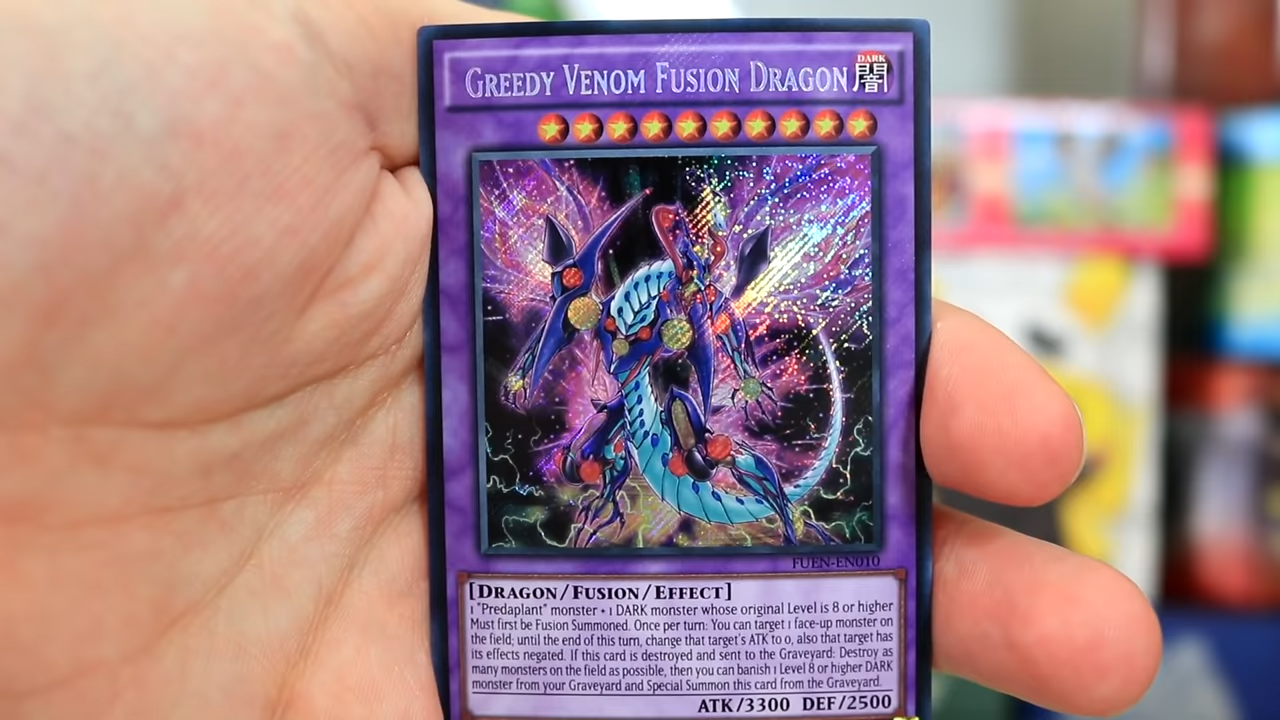 GREEDY VENOM FUSION DRAGON
DARK
闇
FUEN-EN010
[DRAGON/FUSION/EFFECT]
1 "Predaplant" monster + 1 DARK monster whose original Level is 8 or higher
Must first be Fusion Summoned. Once per turn: You can target 1 face-up monster on
the field; until the end of this turn, change that target's ATK to 0, also that target has
its effects negated. If this card is destroyed and sent to the Graveyard: Destroy as
many monsters on the field as possible, then you can banish 1 Level 8 or higher DARK
monster from your Graveyard and Special Summon this card from the Graveyard.
ATK/3300 DEF/2500